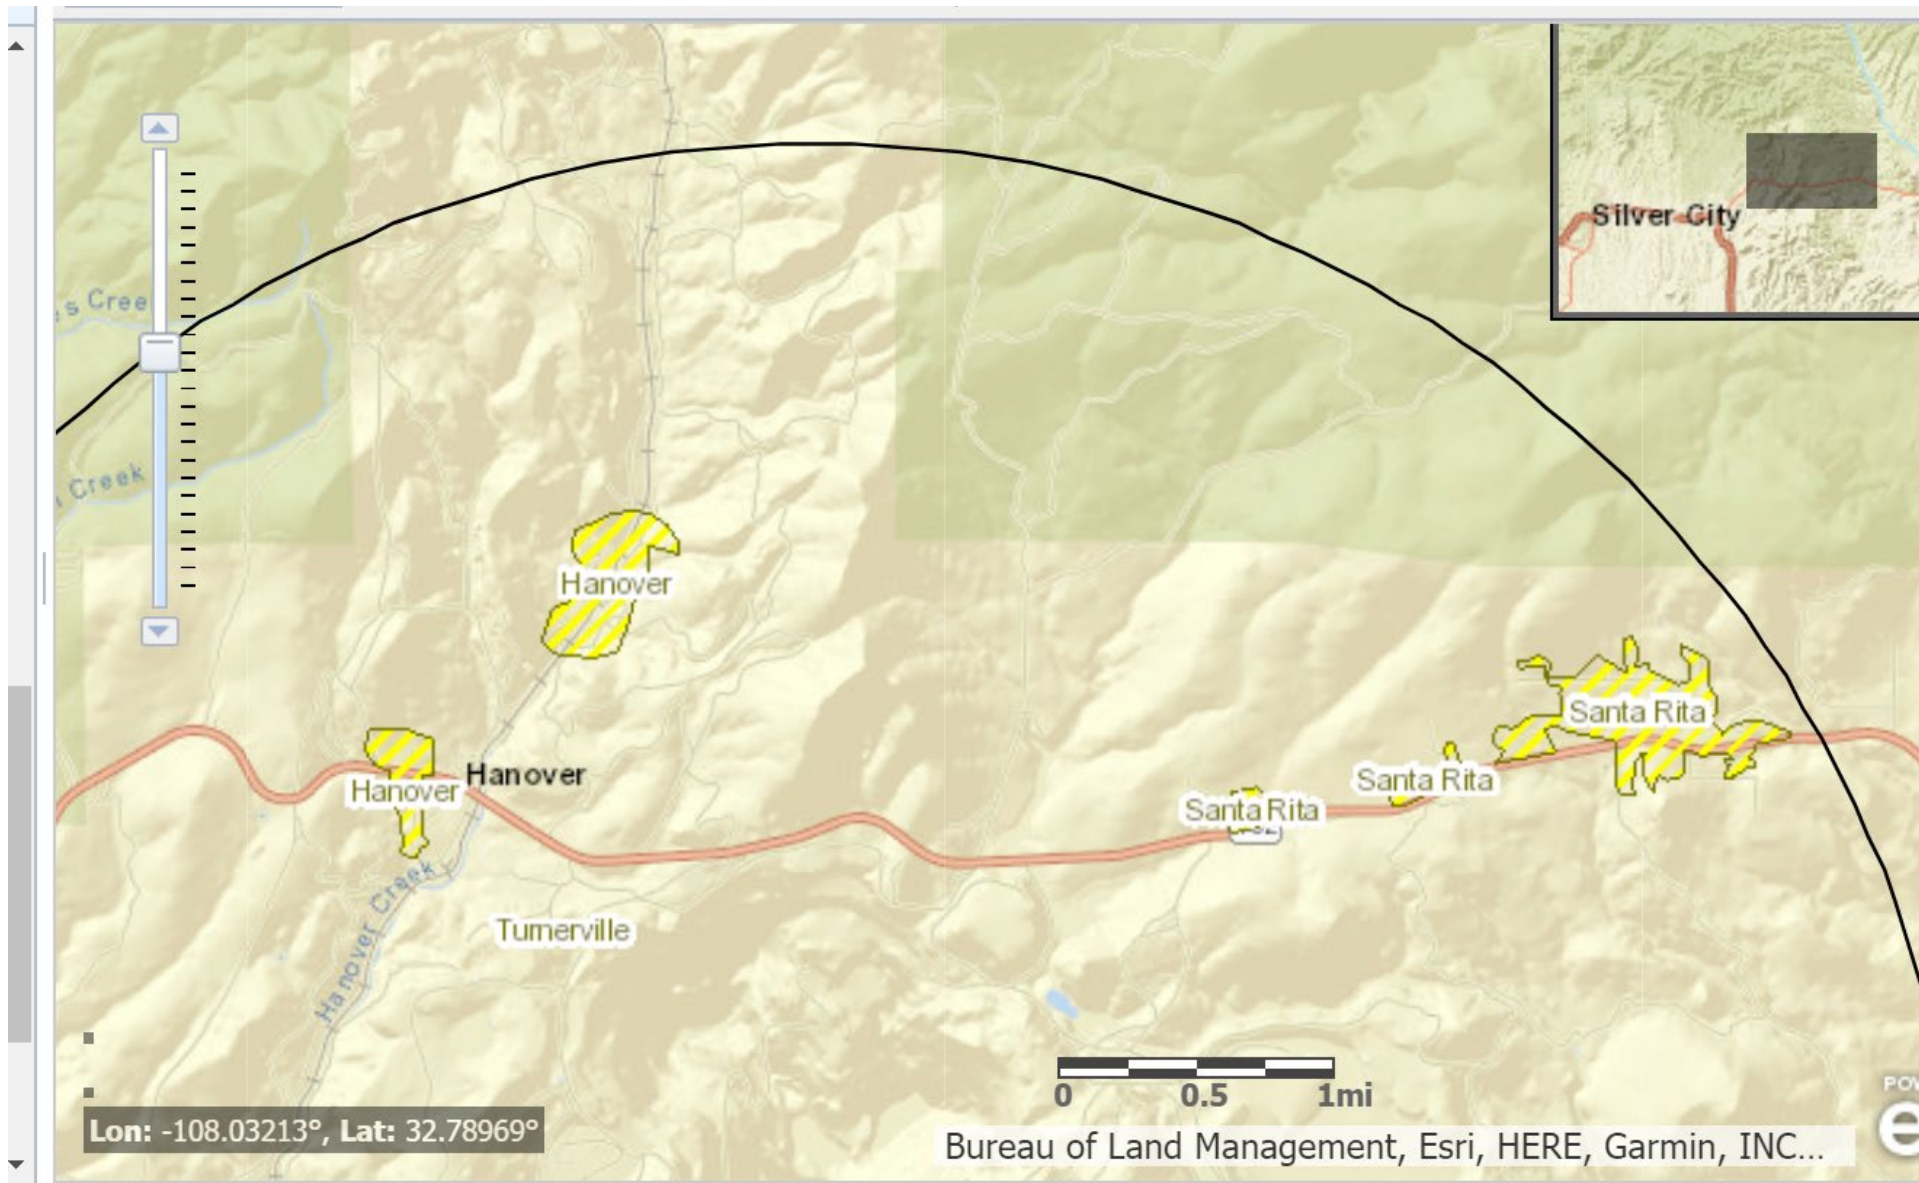 Silver City
Creek
Hanover
Hanover
Hanover
Santa Rita
Santa Rita
Santa Rita
Turnerville
Hanover Creek
0 0.5 1mi
Lon: -108.03213°, Lat: 32.78969°
Bureau of Land Management, Esri, HERE, Garmin, INC...